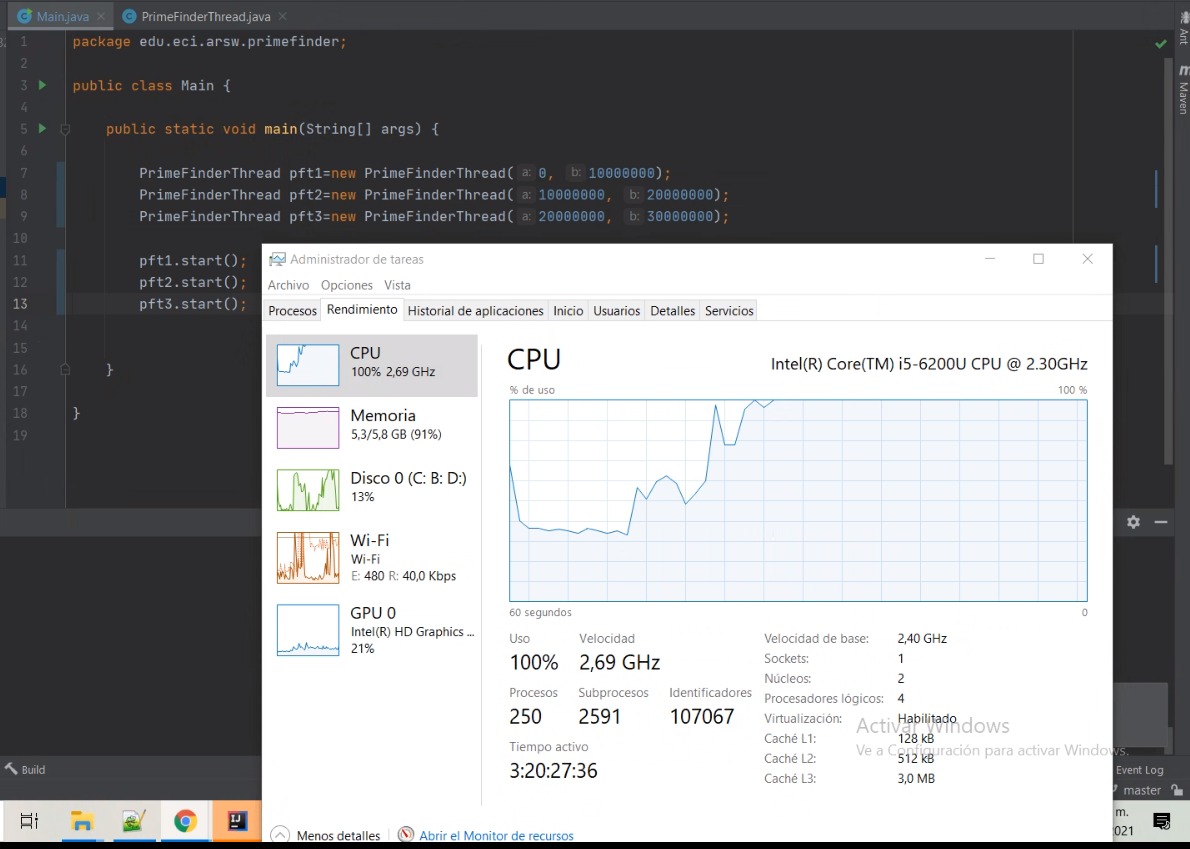 Main.java
PrimeFinderThread.java
1 package edu.eci.arsw.primefinder;
2
3 public class Main {
4
5 public static void main(String[] args) {
6
7 PrimeFinderThread pft1=new PrimeFinderThread( a: 0, b: 10000000);
8 PrimeFinderThread pft2=new PrimeFinderThread( a: 10000000, b: 20000000);
9 PrimeFinderThread pft3=new PrimeFinderThread( a: 20000000, b: 30000000);
10
11 pft1.start();
12 pft2.start();
13 pft3.start();
14
15
16 }
17
18 }
19
Ant
m
Maven
Administrador de tareas
Archivo Opciones Vista
Procesos Rendimiento Historial de aplicaciones Inicio Usuarios Detalles Servicios
CPU
100% 2,69 GHz
Memoria
5,3/5,8 GB (91%)
Disco 0 (C: B: D:)
13%
Wi-Fi
Wi-Fi
E: 480 R: 40,0 Kbps
GPU 0
Intel(R) HD Graphics ...
21%
CPU
Intel(R) Core(TM) i5-6200U CPU @ 2.30GHz
% de uso 100 %
60 segundos 0
Uso Velocidad
100% 2,69 GHz
Procesos Subprocesos Identificadores
250 2591 107067
Tiempo activo
3:20:27:36
Velocidad de base: 2,40 GHz
Sockets: 1
Núcleos: 2
Procesadores lógicos: 4
Virtualización: Habilitado
Caché L1: 128 kB
Caché L2: 512 kB
Caché L3: 3,0 MB
Activar Windows
Ve a Configuración para activar Windows.
Menos detalles Abrir el Monitor de recursos
Build
Event Log
master
m.
2021